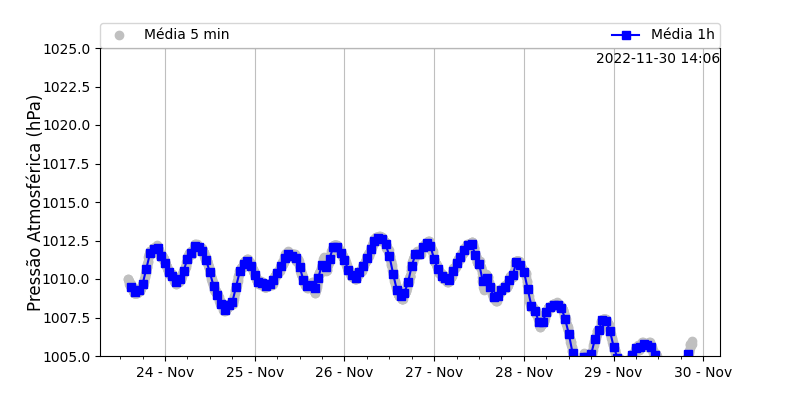 Média 5 min
Média 1h
2022-11-30 14:06
Pressão Atmosférica (hPa)
1025.0
1022.5
1020.0
1017.5
1015.0
1012.5
1010.0
1007.5
1005.0
24 - Nov
25 - Nov
26 - Nov
27 - Nov
28 - Nov
29 - Nov
30 - Nov